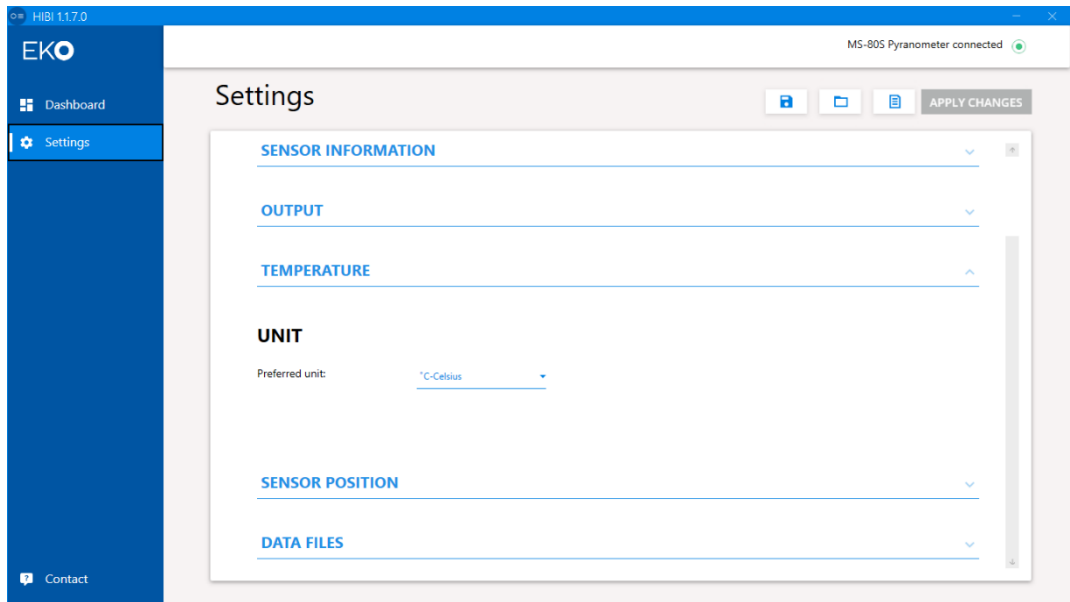 HIBI 1.1.7.0
EKO
MS-80S Pyranometer connected
Dashboard
Settings
Settings
APPLY CHANGES
SENSOR INFORMATION
OUTPUT
TEMPERATURE
UNIT
Preferred unit:
°C-Celsius
SENSOR POSITION
DATA FILES
Contact